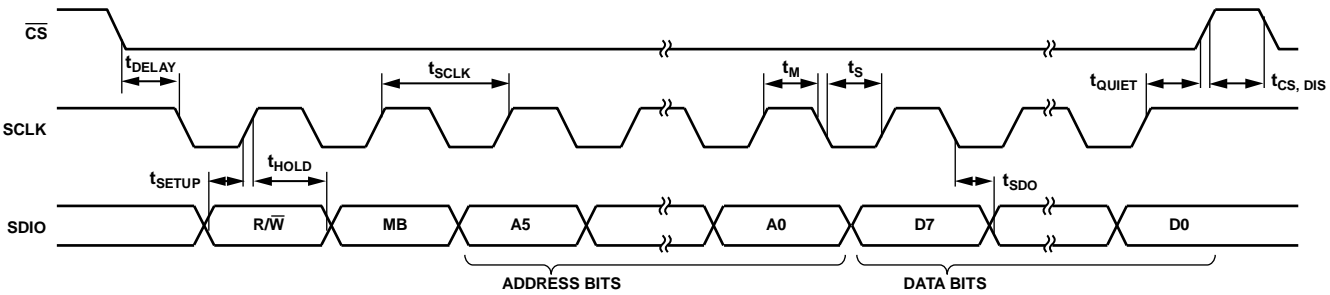 CS
tDELAY
tSCLK
tM
tS
tQUIET
tCS, DIS
SCLK
tSETUP
tHOLD
tSDO
SDIO
R/W
MB
A5
A0
D7
D0
ADDRESS BITS
DATA BITS